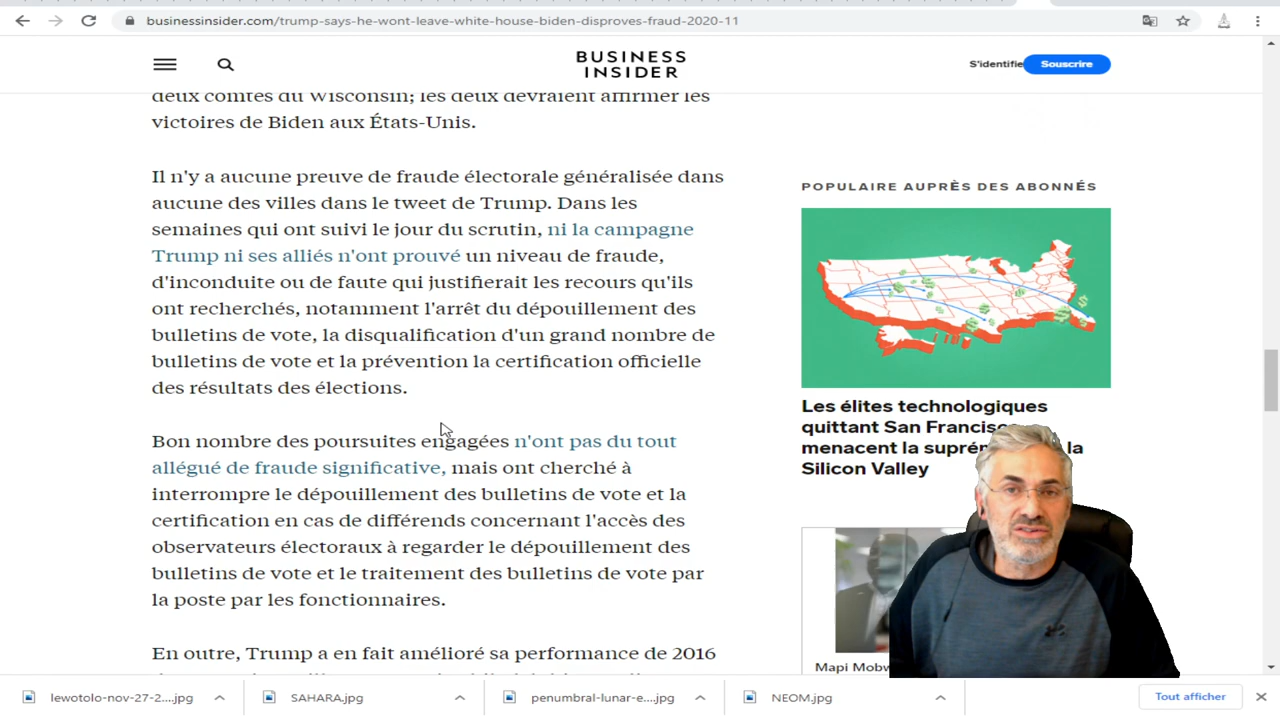 businessinsider.com/trump-says-he-wont-leave-white-house-biden-disproves-fraud-2020-11
BUSINESS
INSIDER
S'identifie
Souscrire
deux comtés du Wisconsin; les deux devraient affirmer les
victoires de Biden aux États-Unis.
Il n'y a aucune preuve de fraude électorale généralisée dans
aucune des villes dans le tweet de Trump. Dans les
semaines qui ont suivi le jour du scrutin, ni la campagne
Trump ni ses alliés n'ont prouvé un niveau de fraude,
d'inconduite ou de faute qui justifierait les recours qu'ils
ont recherchés, notamment l'arrêt du dépouillement des
bulletins de vote, la disqualification d'un grand nombre de
bulletins de vote et la prévention la certification officielle
des résultats des élections.
Bon nombre des poursuites engagées n'ont pas du tout
allégué de fraude significative, mais ont cherché à
interrompre le dépouillement des bulletins de vote et la
certification en cas de différends concernant l'accès des
observateurs électoraux à regarder le dépouillement des
bulletins de vote et le traitement des bulletins de vote par
la poste par les fonctionnaires.
En outre, Trump a en fait amélioré sa performance de 2016
POPULAIRE AUPRÈS DES ABONNÉS
Les élites technologiques
quittant San Francisc
menacent la suprém la
Silicon Valley
Mapi Mobw
lewotolo-nov-27-2....jpg
SAHARA.jpg
penumbral-lunar-e....jpg
NEOM.jpg
Tout afficher